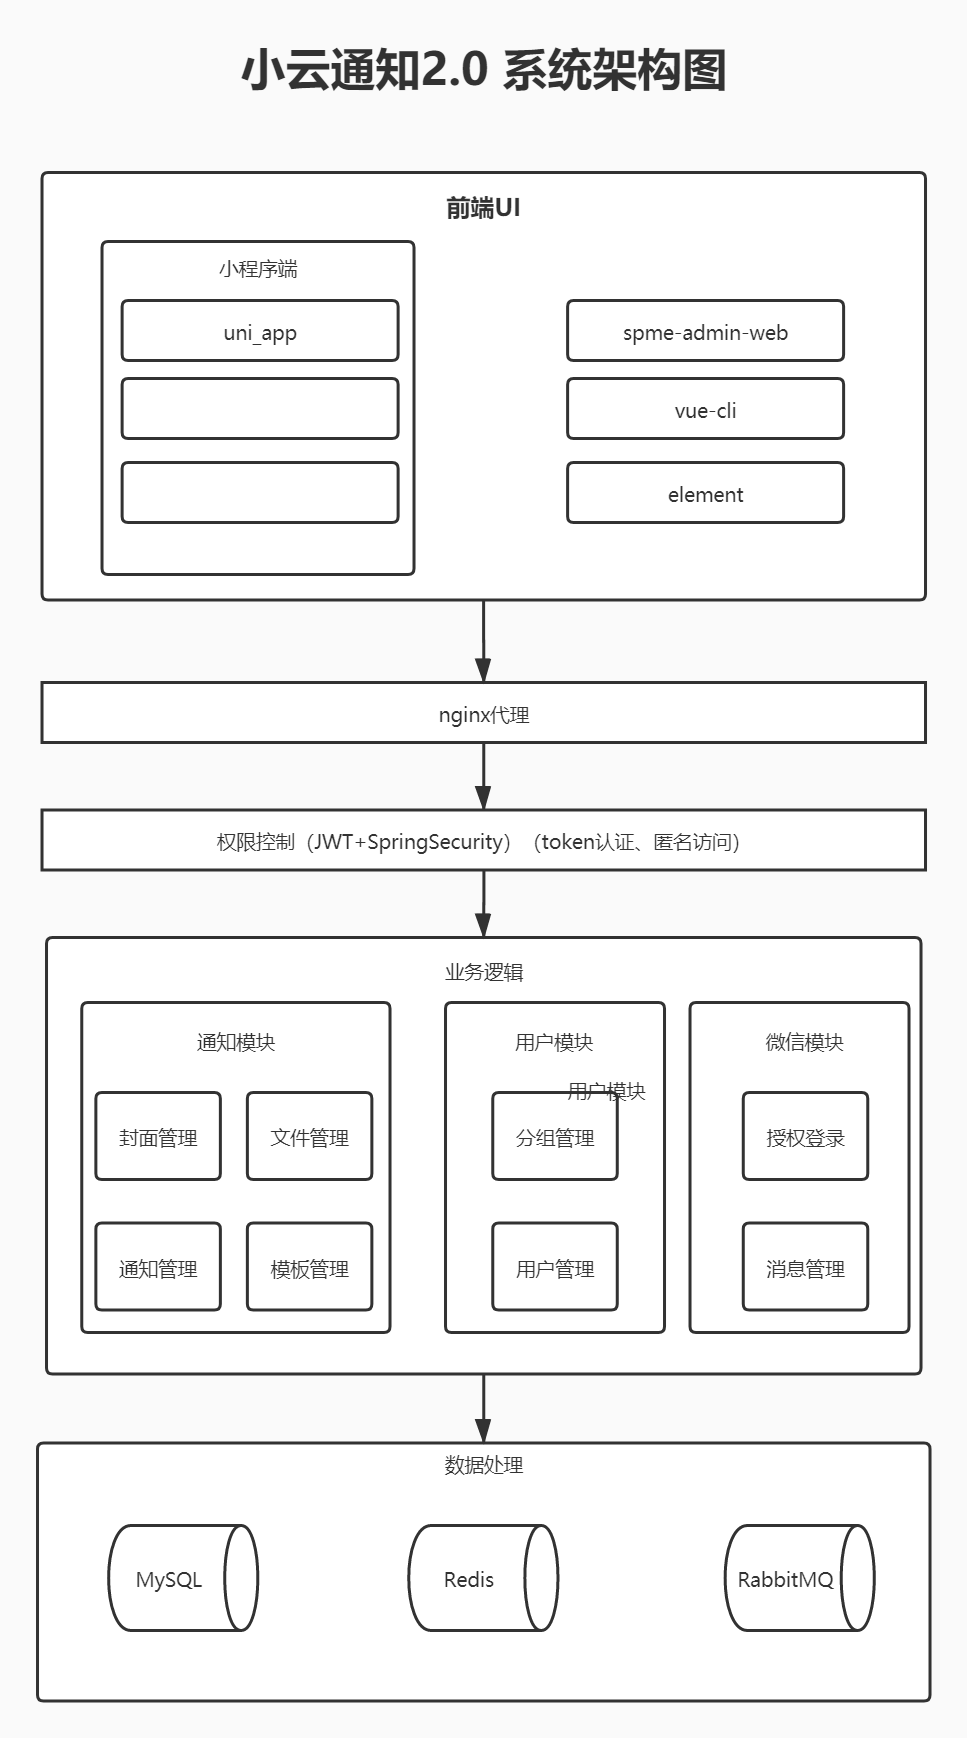 小云通知2.0 系统架构图
前端UI
小程序端
uni_app
spme-admin-web
vue-cli
element
nginx代理
权限控制（JWT+SpringSecurity）（token认证、匿名访问）
业务逻辑
通知模块
封面管理
文件管理
通知管理
模板管理
用户模块
用户模块
分组管理
用户管理
微信模块
授权登录
消息管理
数据处理
MySQL
Redis
RabbitMQ